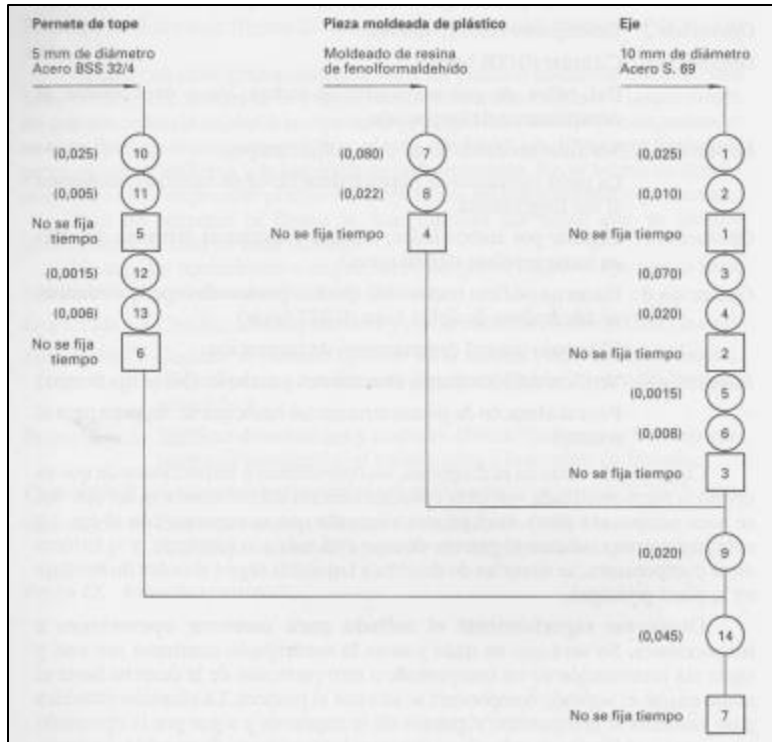 Pernete de tope
5 mm de diámetro
Acero BSS 32/4
(0,025) 10
(0,005) 11
No se fija
tiempo 5
(0,0015) 12
(0,006) 13
No se fija
tiempo 6
Pieza moldeada de plástico
Moldeado de resina
de fenolformaldehído
(0,080) 7
(0,022) 8
No se fija tiempo 4
Eje
10 mm de diámetro
Acero S. 69
(0,025) 1
(0,010) 2
No se fija tiempo 1
(0,070) 3
(0,020) 4
No se fija tiempo 2
(0,0015) 5
(0,008) 6
No se fija tiempo 3
(0,020) 9
(0,045) 14
No se fija tiempo 7